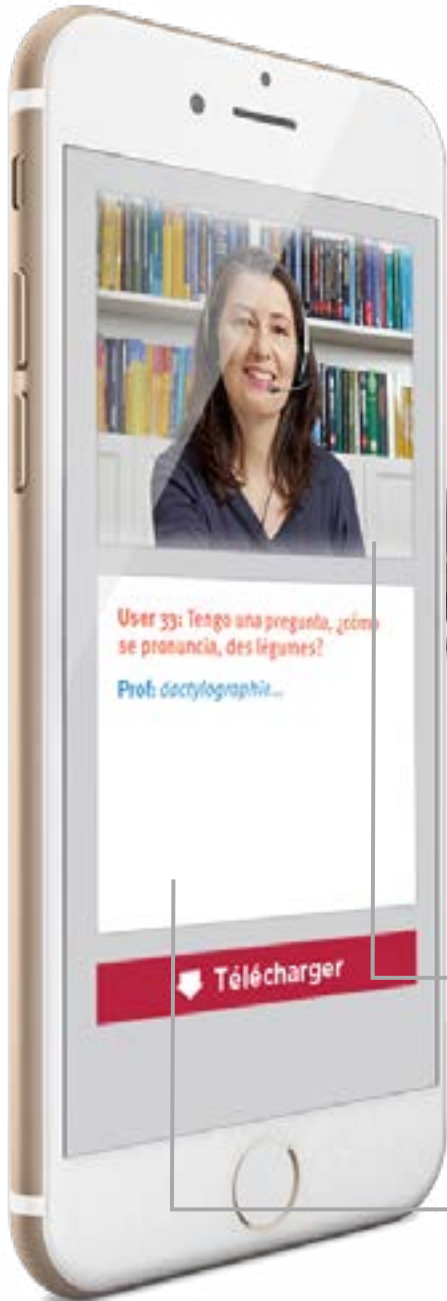 User 33: Tengo una pregunta, ¿cómo
se pronuncia, des légumes?
Prof: dactylographie...
Télécharger